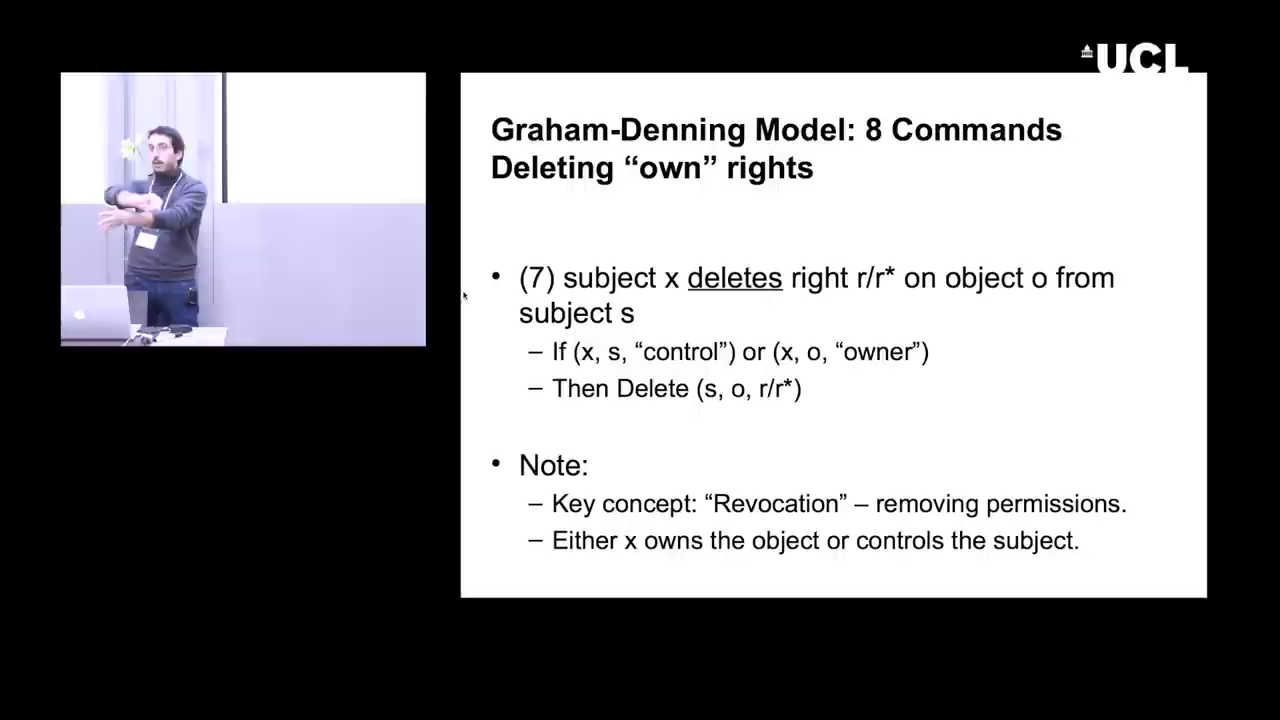 UCL
Graham-Denning Model: 8 Commands
Deleting “own” rights
• (7) subject x deletes right r/r* on object o from
subject s
– If (x, s, “control”) or (x, o, “owner”)
– Then Delete (s, o, r/r*)
• Note:
– Key concept: “Revocation” – removing permissions.
– Either x owns the object or controls the subject.